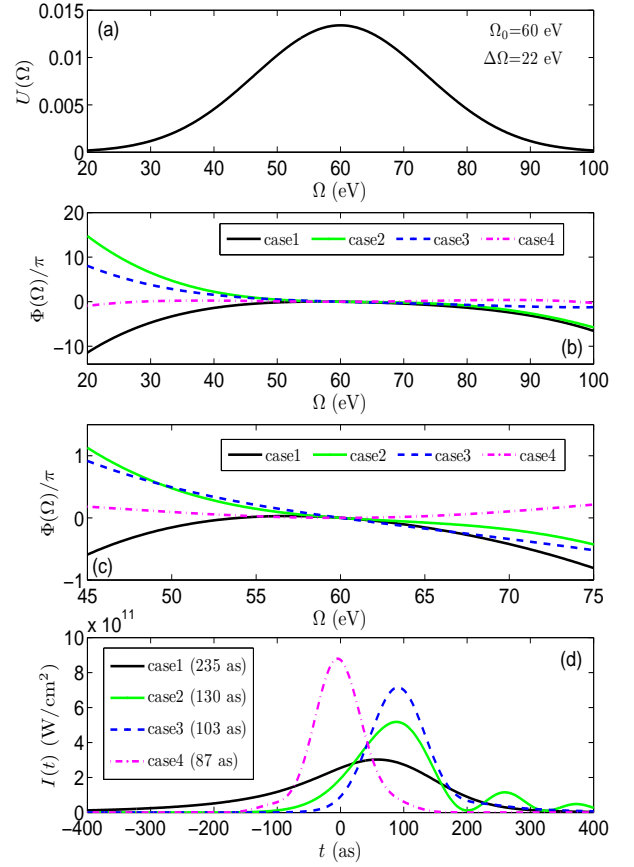 (a)
Ω₀=60 eV
ΔΩ=22 eV
U(Ω)
0.015
0.01
0.005
0
20 30 40 50 60 70 80 90 100
Ω (eV)
Φ(Ω)/π
20
10
0
−10
case1 case2 case3 case4
(b)
20 30 40 50 60 70 80 90 100
Ω (eV)
Φ(Ω)/π
1
0
−1
case1 case2 case3 case4
(c)
45 50 55 60 65 70 75
Ω (eV)
x 10¹¹
I(t) (W/cm²)
10
8
6
4
2
0
case1 (235 as)
case2 (130 as)
case3 (103 as)
case4 (87 as)
(d)
−400 −300 −200 −100 0 100 200 300 400
t (as)